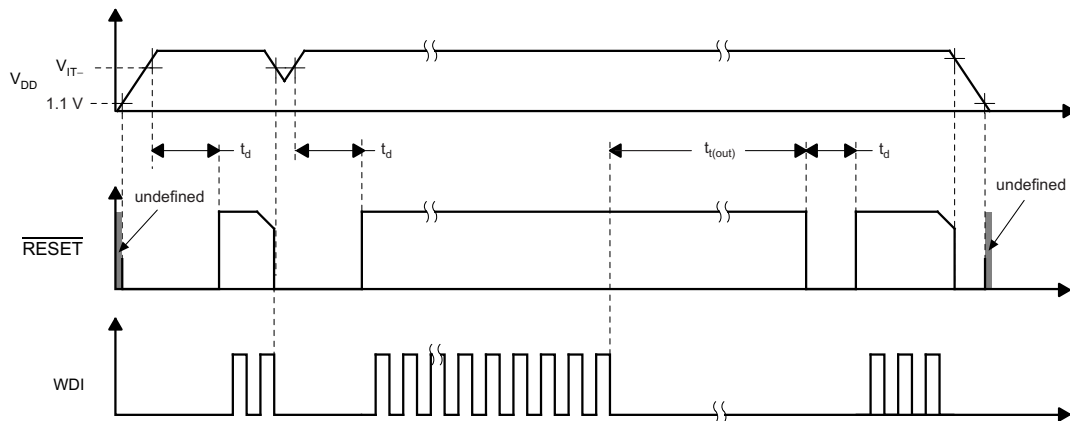 V_DD
V_IT–
1.1 V
t_d
t_d
t_t(out)
t_d
undefined
undefined
RESET
WDI